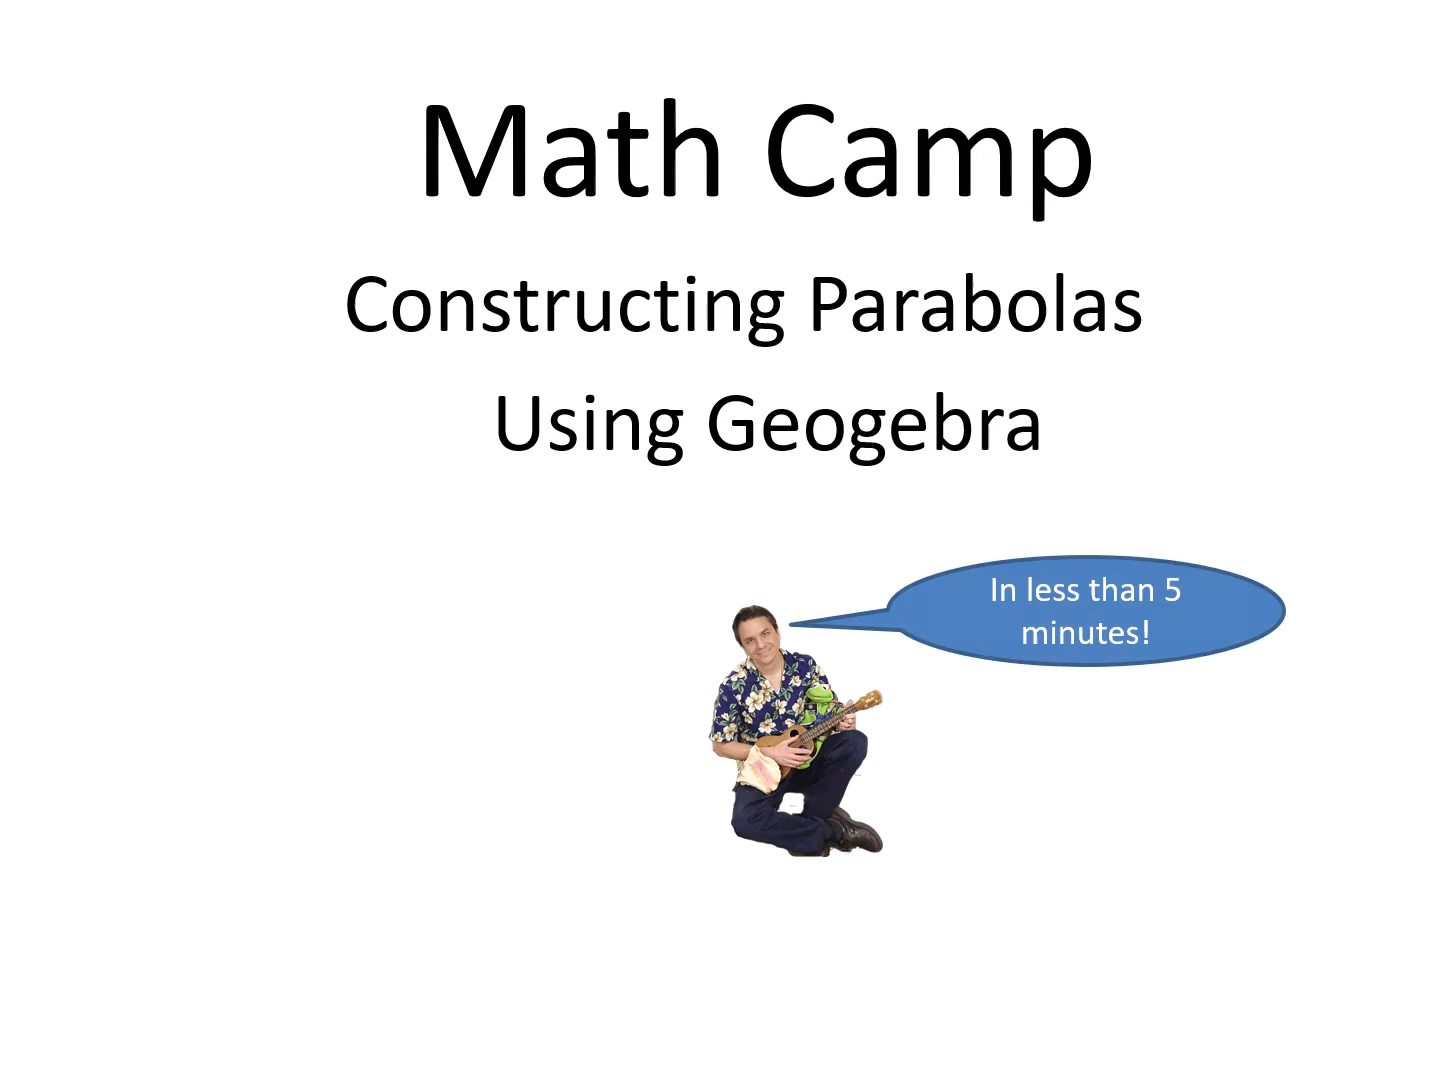 Math Camp
Constructing Parabolas
Using Geogebra
In less than 5
minutes!